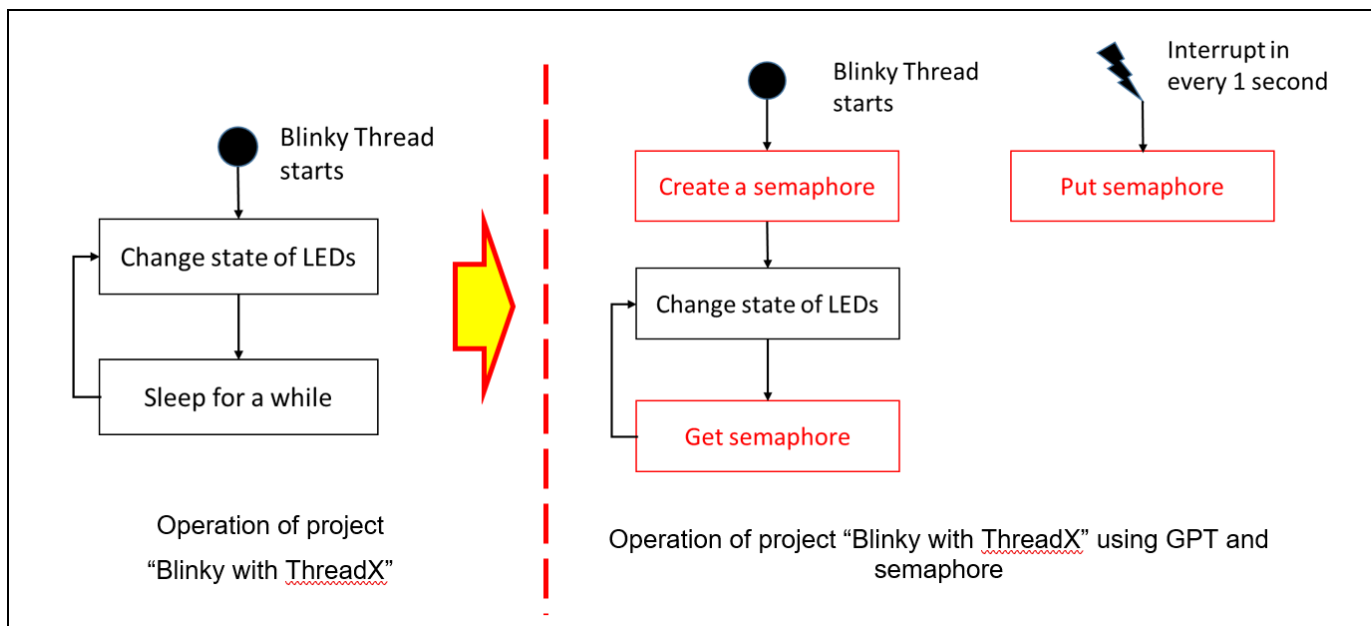 Blinky Thread
starts
Change state of LEDs
Sleep for a while
Operation of project
“Blinky with ThreadX”
Blinky Thread
starts
Create a semaphore
Change state of LEDs
Get semaphore
Interrupt in
every 1 second
Put semaphore
Operation of project “Blinky with ThreadX” using GPT and
semaphore